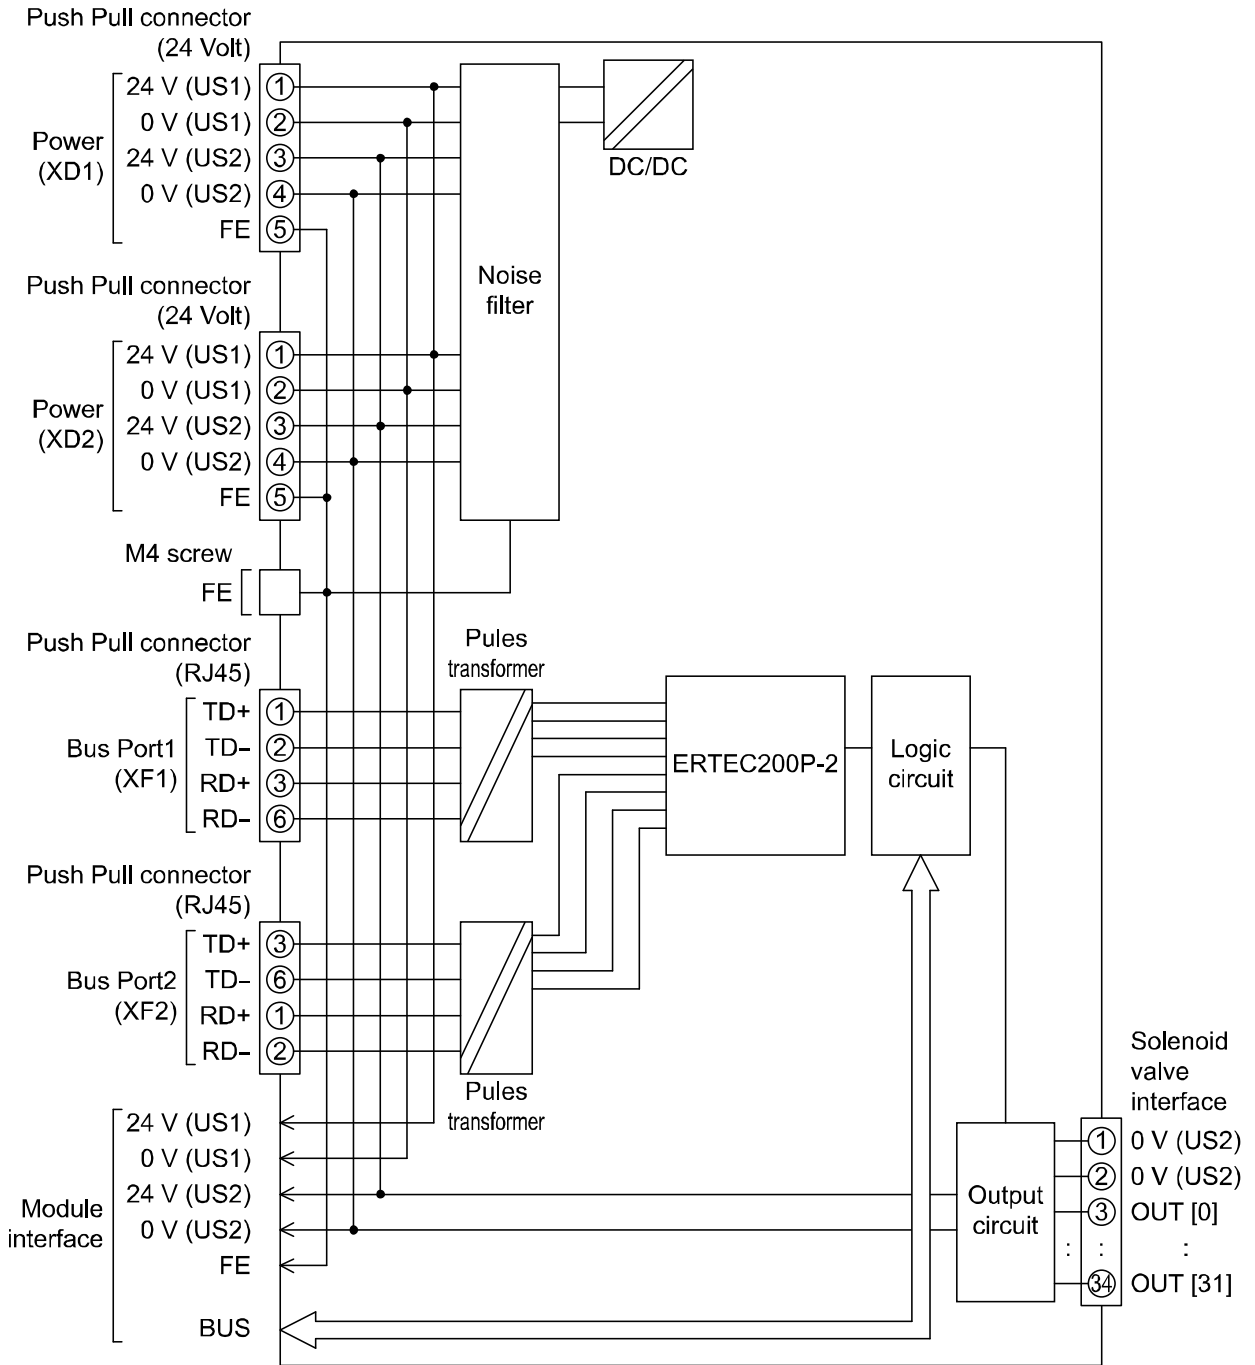 Push Pull connector
(24 Volt)
Power
(XD1)
24 V (US1) 1
0 V (US1) 2
24 V (US2) 3
0 V (US2) 4
FE 5
Noise
filter
DC/DC
Push Pull connector
(24 Volt)
Power
(XD2)
24 V (US1) 1
0 V (US1) 2
24 V (US2) 3
0 V (US2) 4
FE 5
M4 screw
FE
Push Pull connector
(RJ45)
Bus Port1
(XF1)
TD+ 1
TD− 2
RD+ 3
RD− 6
Pules
transformer
ERTEC200P-2
Logic
circuit
Push Pull connector
(RJ45)
Bus Port2
(XF2)
TD+ 3
TD− 6
RD+ 1
RD− 2
Pules
transformer
Module
interface
24 V (US1)
0 V (US1)
24 V (US2)
0 V (US2)
FE
BUS
Output
circuit
Solenoid
valve
interface
1 0 V (US2)
2 0 V (US2)
3 OUT [0]
: : :
34 OUT [31]